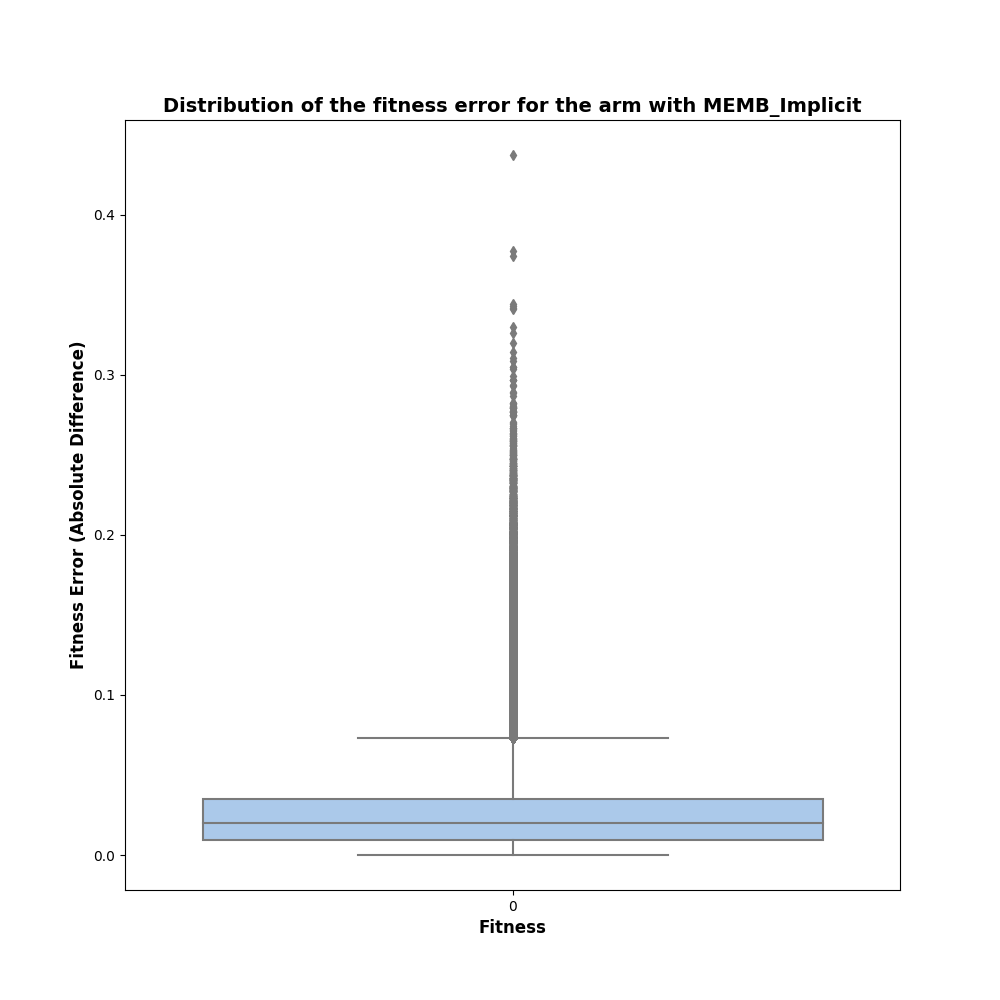 Distribution of the fitness error for the arm with MEMB_Implicit
Fitness Error (Absolute Difference)
0.4
0.3
0.2
0.1
0.0
0
Fitness